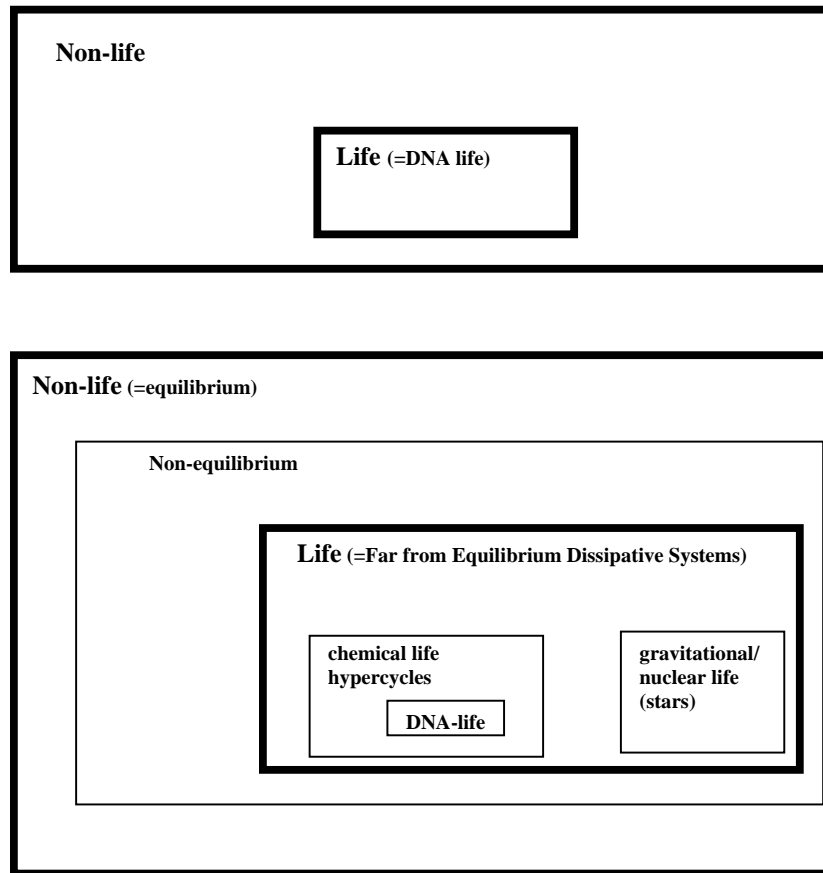 Non-life
Life (=DNA life)
Non-life (=equilibrium)
Non-equilibrium
Life (=Far from Equilibrium Dissipative Systems)
chemical life
hypercycles
DNA-life
gravitational/
nuclear life
(stars)